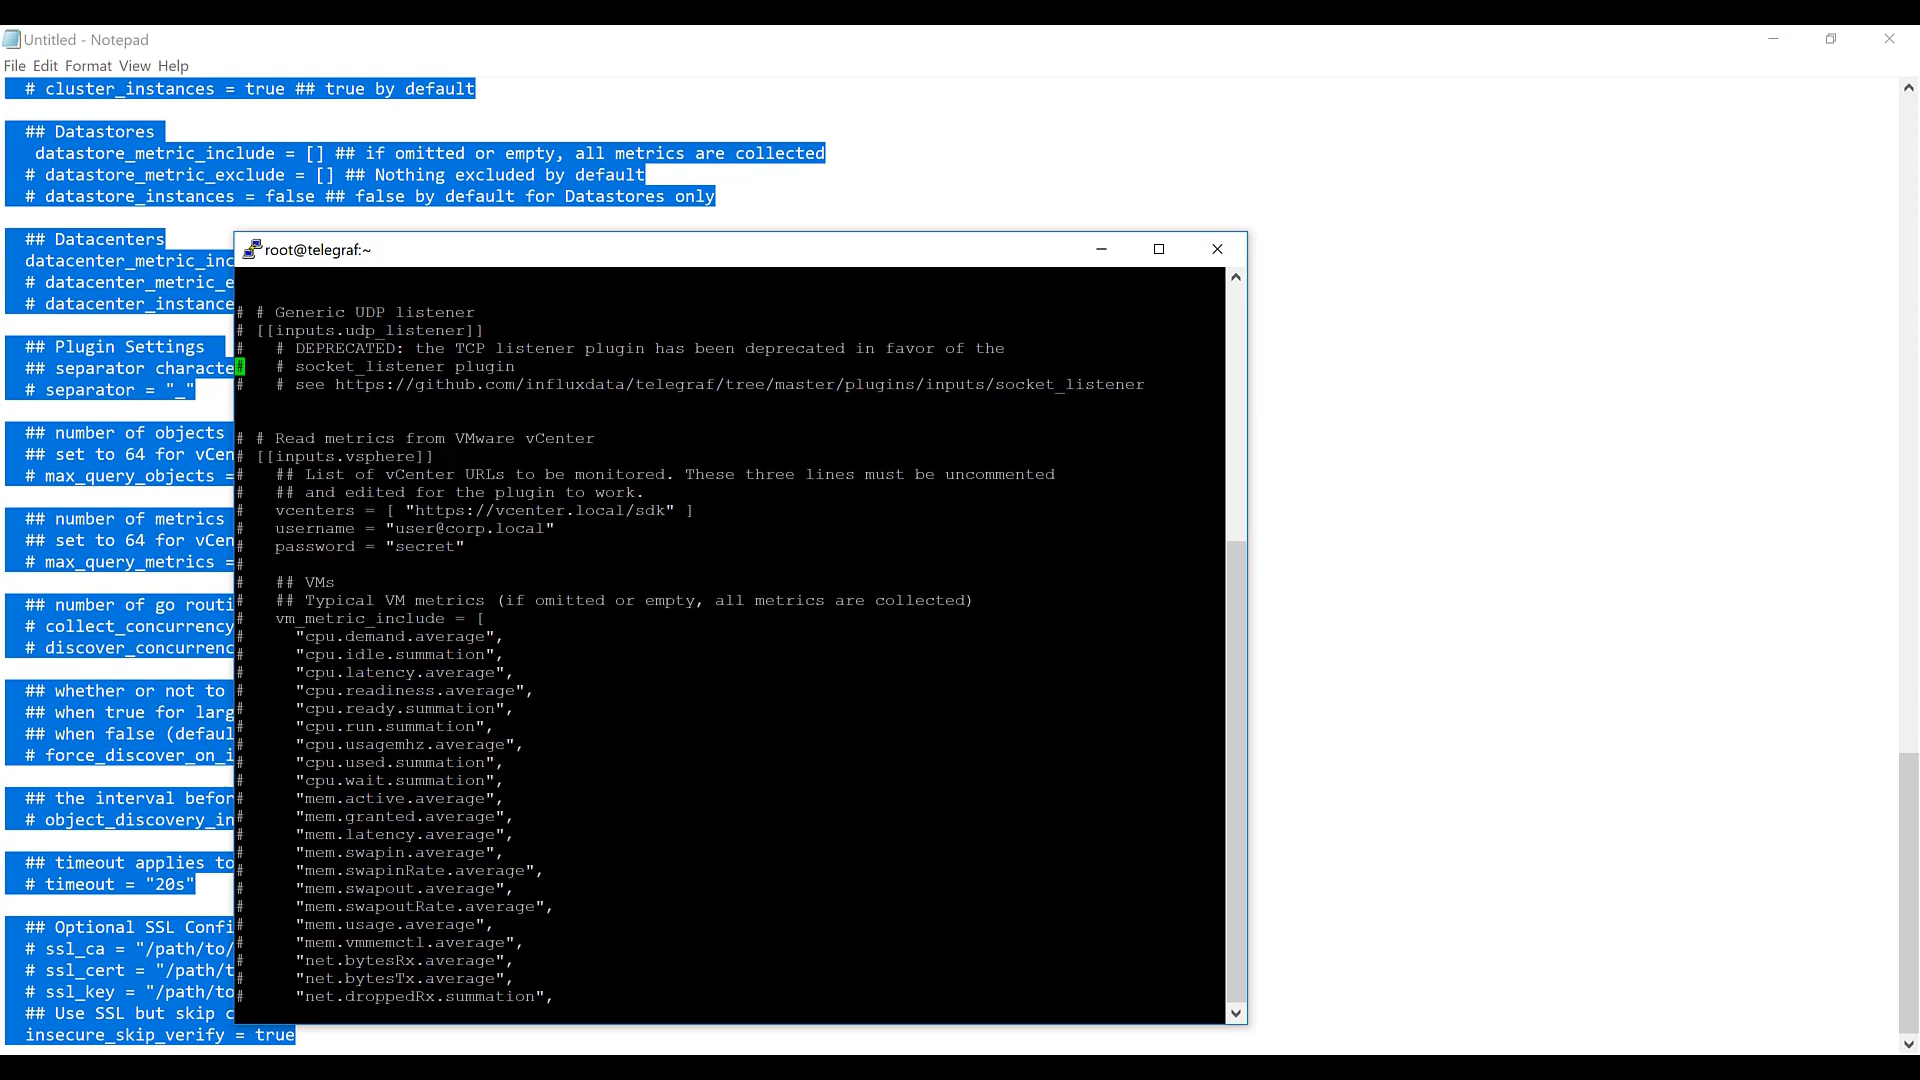 Untitled - Notepad
File Edit Format View Help
# cluster_instances = true ## true by default
## Datastores
datastore_metric_include = [] ## if omitted or empty, all metrics are collected
# datastore_metric_exclude = [] ## Nothing excluded by default
# datastore_instances = false ## false by default for Datastores only
## Datacenters
datacenter_metric_inc
# datacenter_metric_e
# datacenter_instance
## Plugin Settings
## separator characte
# separator = "_"
## number of objects
## set to 64 for vCen
# max_query_objects =
## number of metrics
## set to 64 for vCen
# max_query_metrics =
## number of go routi
# collect_concurrency
# discover_concurrenc
## whether or not to
## when true for larg
## when false (defaul
# force_discover_on_i
## the interval befor
# object_discovery_in
## timeout applies to
# timeout = "20s"
## Optional SSL Confi
# ssl_ca = "/path/to/
# ssl_cert = "/path/t
# ssl_key = "/path/to
## Use SSL but skip c
insecure_skip_verify = true
root@telegraf:~
# # Generic UDP listener
# [[inputs.udp_listener]]
#   # DEPRECATED: the TCP listener plugin has been deprecated in favor of the
#   # socket_listener plugin
#   # see https://github.com/influxdata/telegraf/tree/master/plugins/inputs/socket_listener
# # Read metrics from VMware vCenter
# [[inputs.vsphere]]
#   ## List of vCenter URLs to be monitored. These three lines must be uncommented
#   ## and edited for the plugin to work.
#   vcenters = [ "https://vcenter.local/sdk" ]
#   username = "user@corp.local"
#   password = "secret"
#
#   ## VMs
#   ## Typical VM metrics (if omitted or empty, all metrics are collected)
#   vm_metric_include = [
#     "cpu.demand.average",
#     "cpu.idle.summation",
#     "cpu.latency.average",
#     "cpu.readiness.average",
#     "cpu.ready.summation",
#     "cpu.run.summation",
#     "cpu.usagemhz.average",
#     "cpu.used.summation",
#     "cpu.wait.summation",
#     "mem.active.average",
#     "mem.granted.average",
#     "mem.latency.average",
#     "mem.swapin.average",
#     "mem.swapinRate.average",
#     "mem.swapout.average",
#     "mem.swapoutRate.average",
#     "mem.usage.average",
#     "mem.vmmemctl.average",
#     "net.bytesRx.average",
#     "net.bytesTx.average",
#     "net.droppedRx.summation",